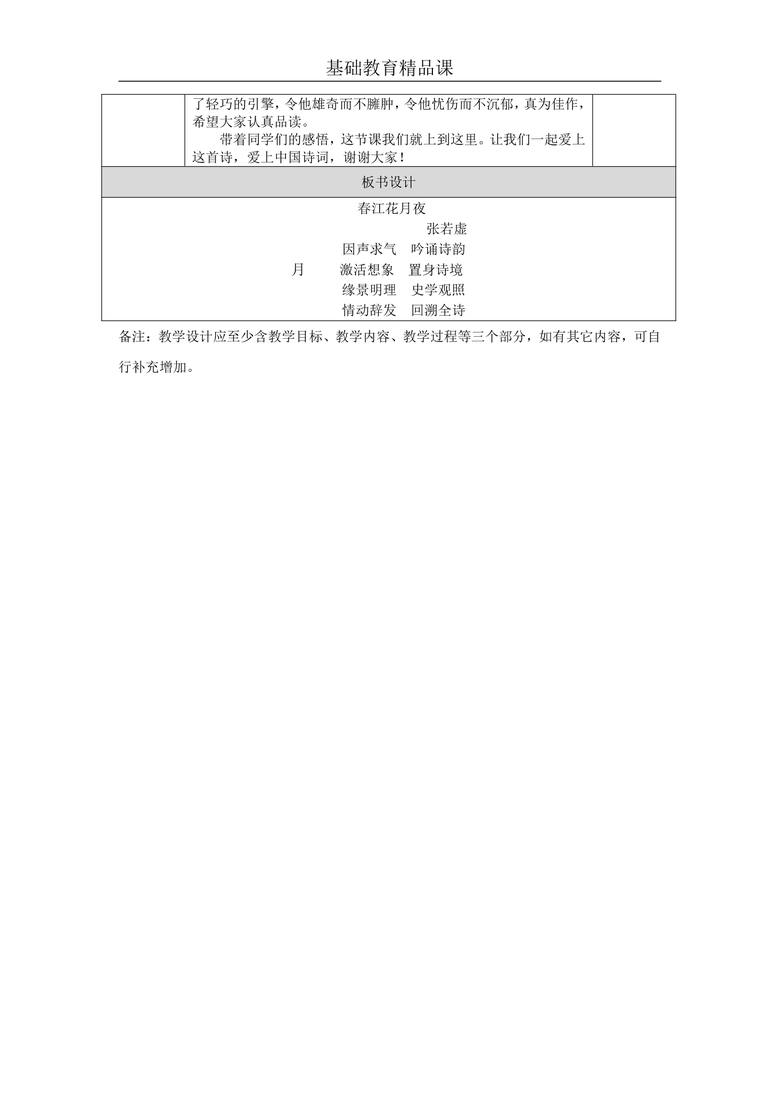 基础教育精品课
了轻巧的引擎，令他雄奇而不臃肿，令他忧伤而不沉郁，真为佳作，
希望大家认真品读。
带着同学们的感悟，这节课我们就上到这里。让我们一起爱上
这首诗，爱上中国诗词，谢谢大家！
板书设计
春江花月夜
张若虚
因声求气 吟诵诗韵
月 激活想象 置身诗境
缘景明理 史学观照
情动辞发 回溯全诗
备注：教学设计应至少含教学目标、教学内容、教学过程等三个部分，如有其它内容，可自
行补充增加。